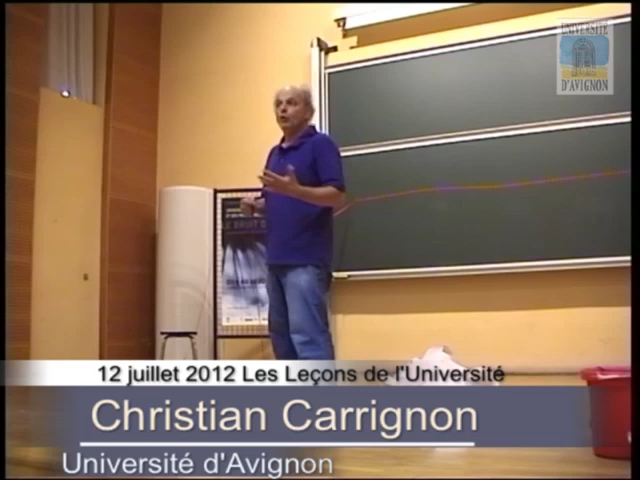 UNIVERSITÉ
D'AVIGNON
12 juillet 2012 Les Leçons de l'Université
Christian Carrignon
Université d'Avignon